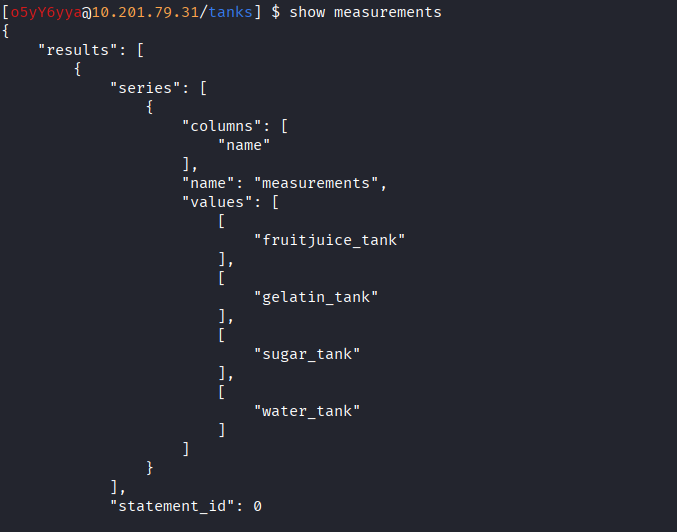 [o5yY6yya@10.201.79.31/tanks] $ show measurements
{
    "results": [
        {
            "series": [
                {
                    "columns": [
                        "name"
                    ],
                    "name": "measurements",
                    "values": [
                        [
                            "fruitjuice_tank"
                        ],
                        [
                            "gelatin_tank"
                        ],
                        [
                            "sugar_tank"
                        ],
                        [
                            "water_tank"
                        ]
                    ]
                }
            ],
            "statement_id": 0